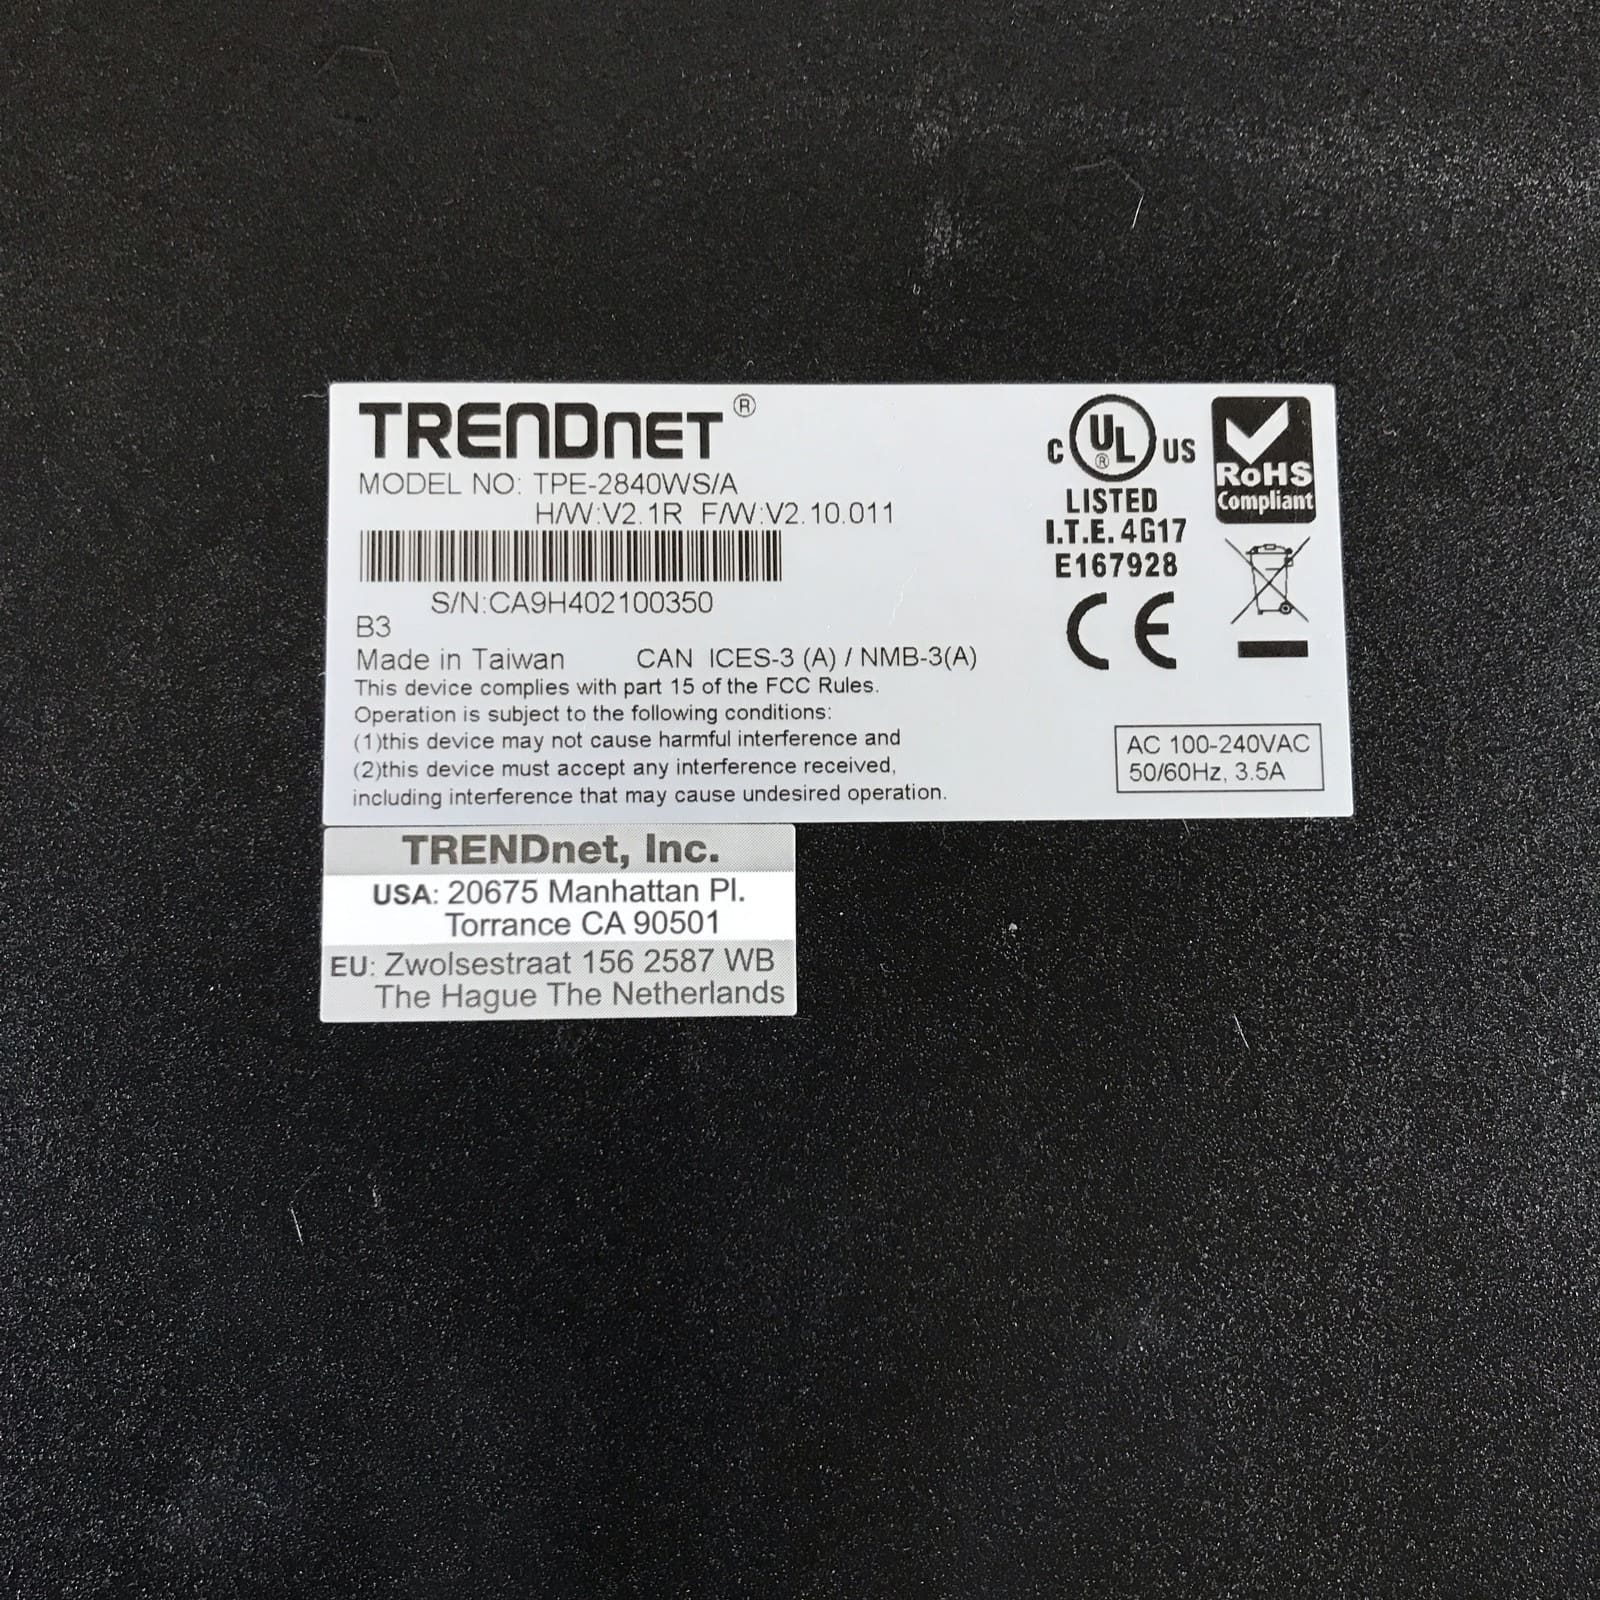 TRENDnet®
MODEL NO: TPE-2840WS/A
H/W:V2.1R F/W:V2.10.011
S/N:CA9H402100350
B3
Made in Taiwan CAN ICES-3 (A) / NMB-3(A)
This device complies with part 15 of the FCC Rules.
Operation is subject to the following conditions:
(1)this device may not cause harmful interference and
(2)this device must accept any interference received,
including interference that may cause undesired operation.
C UL® US
LISTED
I.T.E. 4G17
E167928
CE
RoHS
Compliant
AC 100-240VAC
50/60Hz, 3.5A
TRENDnet, Inc.
USA: 20675 Manhattan Pl.
Torrance CA 90501
EU: Zwolsestraat 156 2587 WB
The Hague The Netherlands